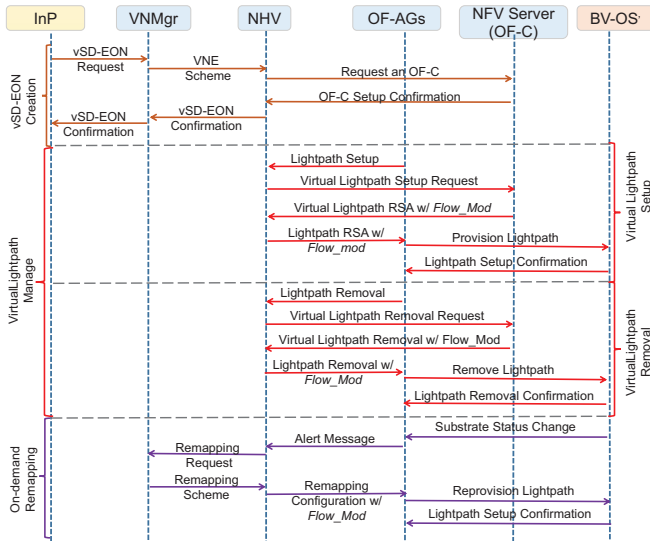 InP
VNMgr
NHV
OF-AGs
NFV Server
(OF-C)
BV-OS
vSD-EON
Creation
vSD-EON
Request
VNE
Scheme
Request an OF-C
OF-C Setup Confirmation
vSD-EON
Confirmation
vSD-EON
Confirmation
VirtualLightpath
Manage
Virtual Lightpath
Setup
Lightpath Setup
Virtual Lightpath Setup Request
Virtual Lightpath RSA w/ Flow_Mod
Lightpath RSA w/
Flow_mod
Provision Lightpath
Lightpath Setup Confirmation
VirtualLightpath
Removal
Lightpath Removal
Virtual Lightpath Removal Request
Virtual Lightpath Removal w/ Flow_Mod
Lightpath Removal w/
Flow_Mod
Remove Lightpath
Lightpath Removal Confirmation
On-demand
Remapping
Substrate Status Change
Alert Message
Remapping
Request
Remapping
Scheme
Remapping
Configuration w/
Flow_Mod
Reprovision Lightpath
Lightpath Setup Confirmation